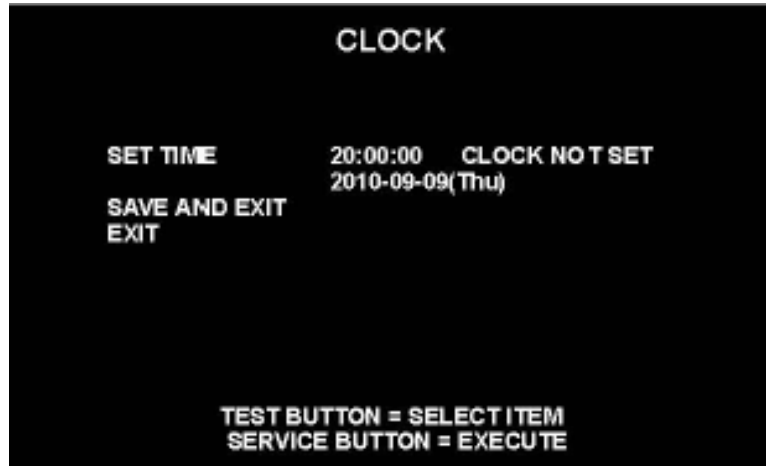 CLOCK
SET TIME 20:00:00 CLOCK NOT SET
2010-09-09(Thu)
SAVE AND EXIT
EXIT
TEST BUTTON = SELECT ITEM
SERVICE BUTTON = EXECUTE